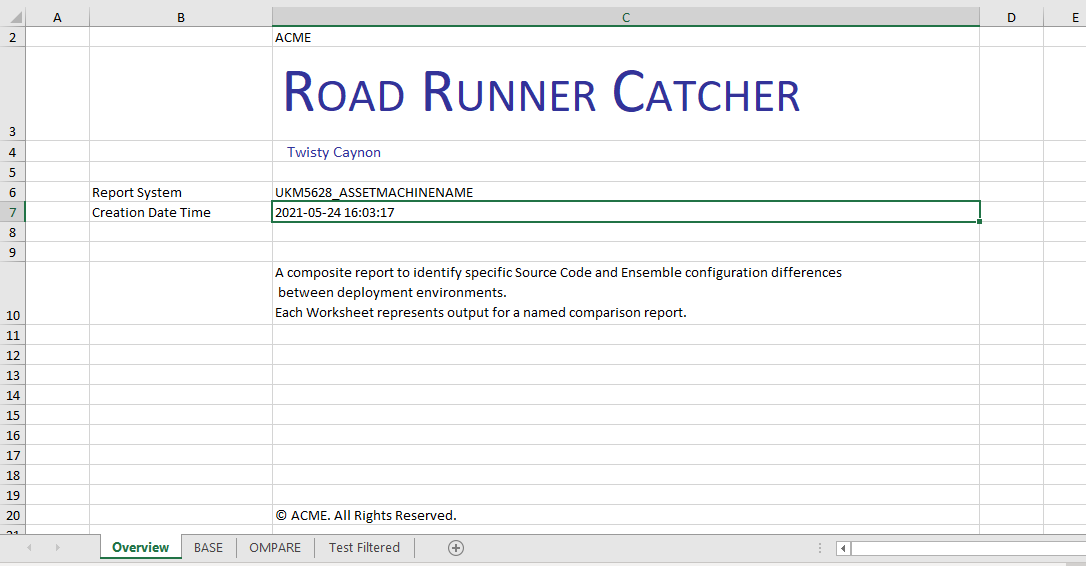 A B C D E
2 ACME
3 ROAD RUNNER CATCHER
4 Twisty Caynon
5
6 Report System UKM5628_ASSETMACHINENAME
7 Creation Date Time 2021-05-24 16:03:17
8
9
A composite report to identify specific Source Code and Ensemble configuration differences
between deployment environments.
10 Each Worksheet represents output for a named comparison report.
11
12
13
14
15
16
17
18
19
20 © ACME. All Rights Reserved.
21
Overview BASE OMPARE Test Filtered